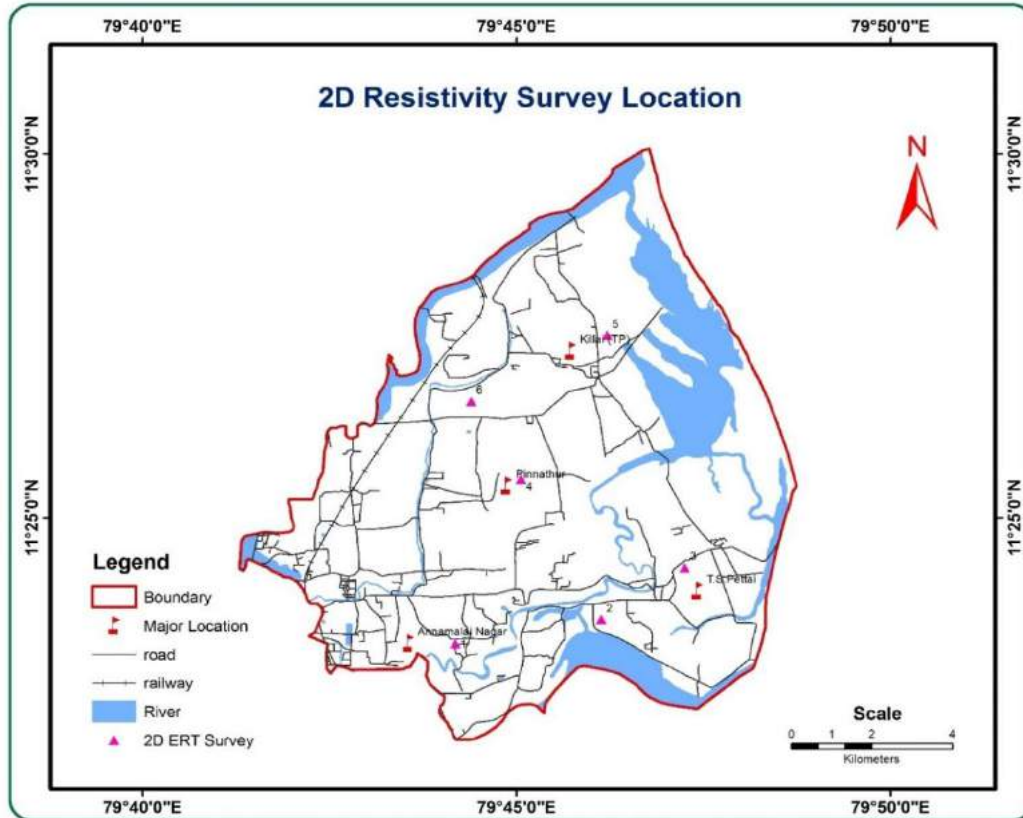 79°40'0"E 79°45'0"E 79°50'0"E
2D Resistivity Survey Location
11°30'0"N
11°30'0"N
N
5
Killai (TP)
6
Pinnathur
4
11°25'0"N
11°25'0"N
3
T.S.Pettai
2
Annamalai Nagar
Legend
Boundary
Major Location
road
railway
River
2D ERT Survey
Scale
0 1 2 4
Kilometers
79°40'0"E 79°45'0"E 79°50'0"E